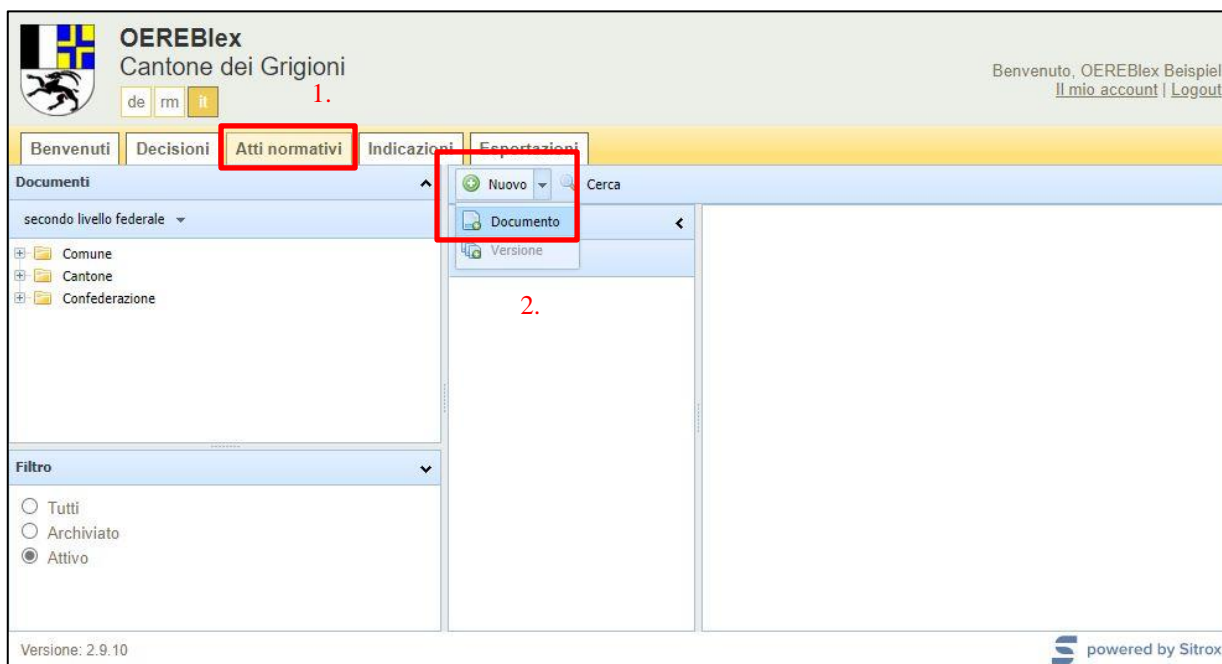 OEREBlex
Cantone dei Grigioni
de rm it
1.
Benvenuto, OEREBlex Beispiel
Il mio account | Logout
Benvenuti Decisioni Atti normativi Indicazioni Esportazioni
Documenti
Nuovo Cerca
secondo livello federale
Documento
Versione
Comune
Cantone
Confederazione
2.
Filtro
Tutti
Archiviato
Attivo
Versione: 2.9.10
powered by Sitrox